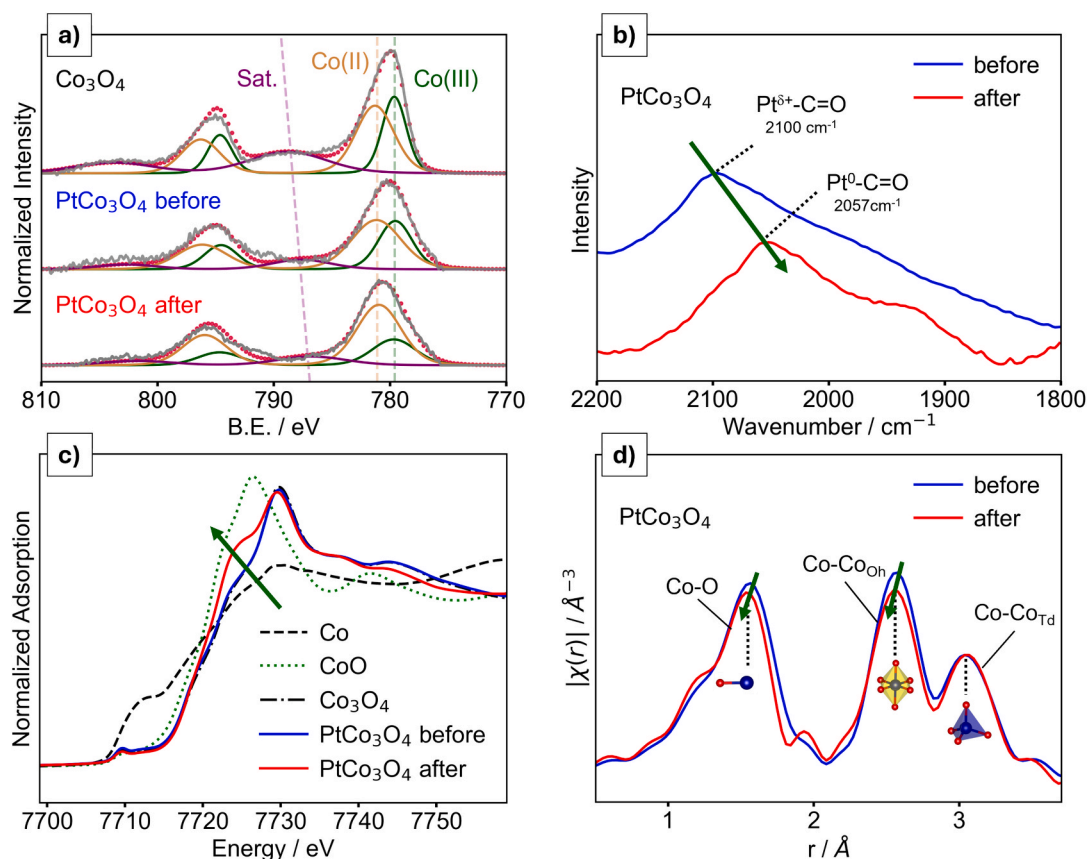 a)
Co₃O₄
Sat.
Co(II)
Co(III)
PtCo₃O₄ before
PtCo₃O₄ after
Normalized Intensity
810 800 790 780 770
B.E. / eV
b)
before
after
PtCo₃O₄
Ptᵟ⁺-C=O
2100 cm⁻¹
Pt⁰-C=O
2057cm⁻¹
Intensity
2200 2100 2000 1900 1800
Wavenumber / cm⁻¹
c)
Normalized Adsorption
Co
CoO
Co₃O₄
PtCo₃O₄ before
PtCo₃O₄ after
7700 7710 7720 7730 7740 7750
Energy / eV
d)
before
after
PtCo₃O₄
Co-O
Co-Co_Oh
Co-Co_Td
|χ(r)| / Å⁻³
1 2 3
r / Å